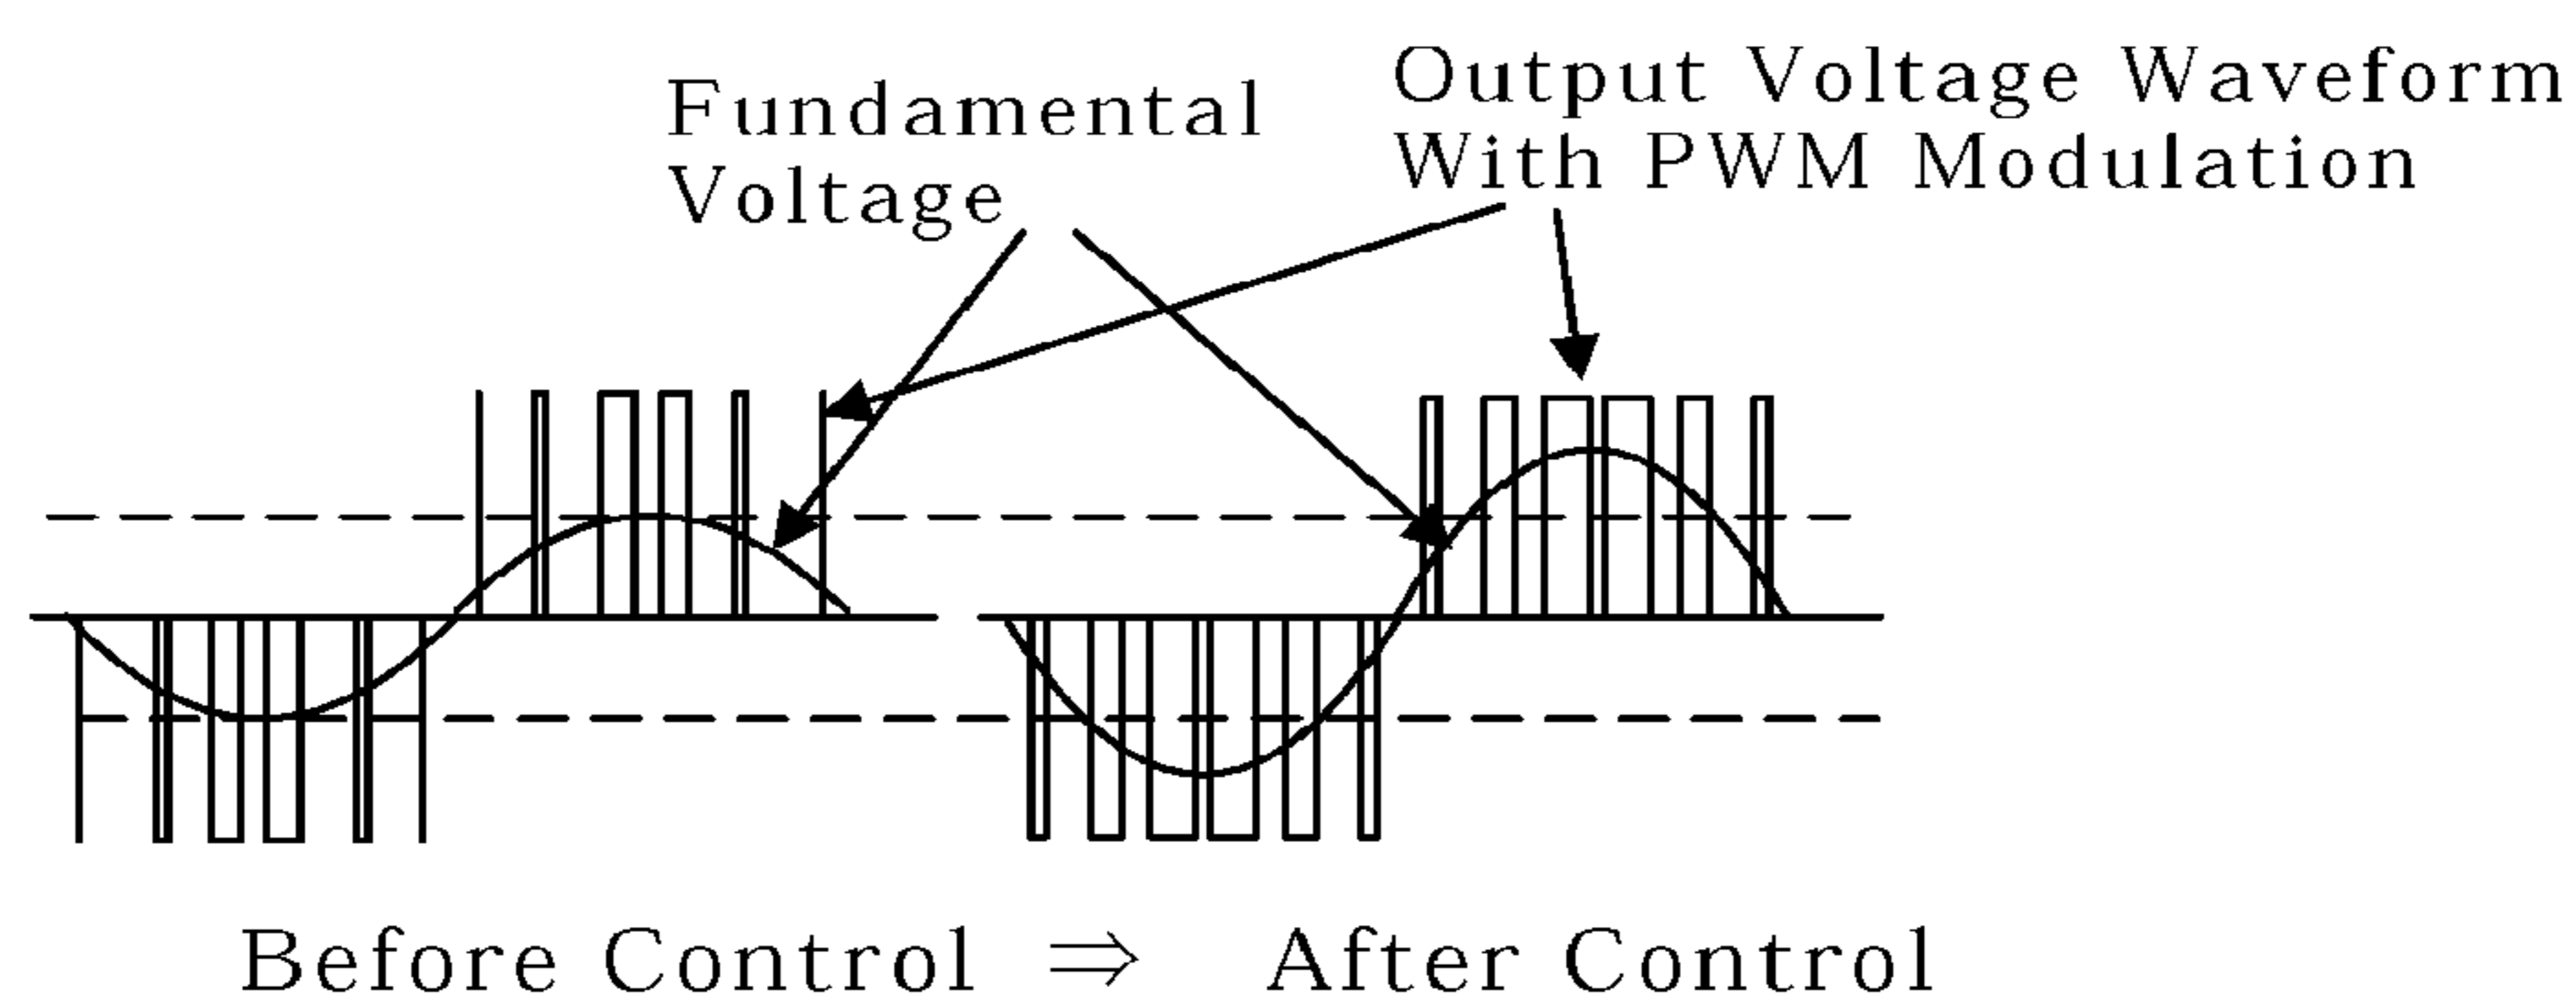 Fundamental
Voltage
Output Voltage Waveform
With PWM Modulation
Before Control ⇒ After Control